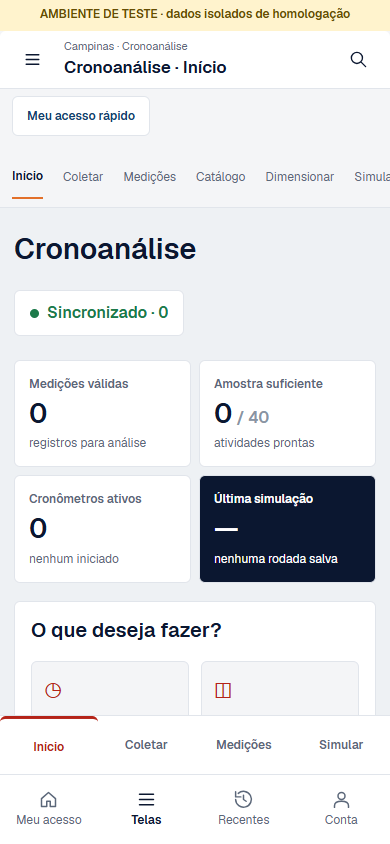 AMBIENTE DE TESTE · dados isolados de homologação
Campinas · Cronoanálise
Cronoanálise · Início
Meu acesso rápido
Início Coletar Medições Catálogo Dimensionar Simula
Cronoanálise
Sincronizado · 0
Medições válidas
0
registros para análise
Amostra suficiente
0 / 40
atividades prontas
Cronômetros ativos
0
nenhum iniciado
Última simulação
—
nenhuma rodada salva
O que deseja fazer?
Início Coletar Medições Simular
Meu acesso Telas Recentes Conta